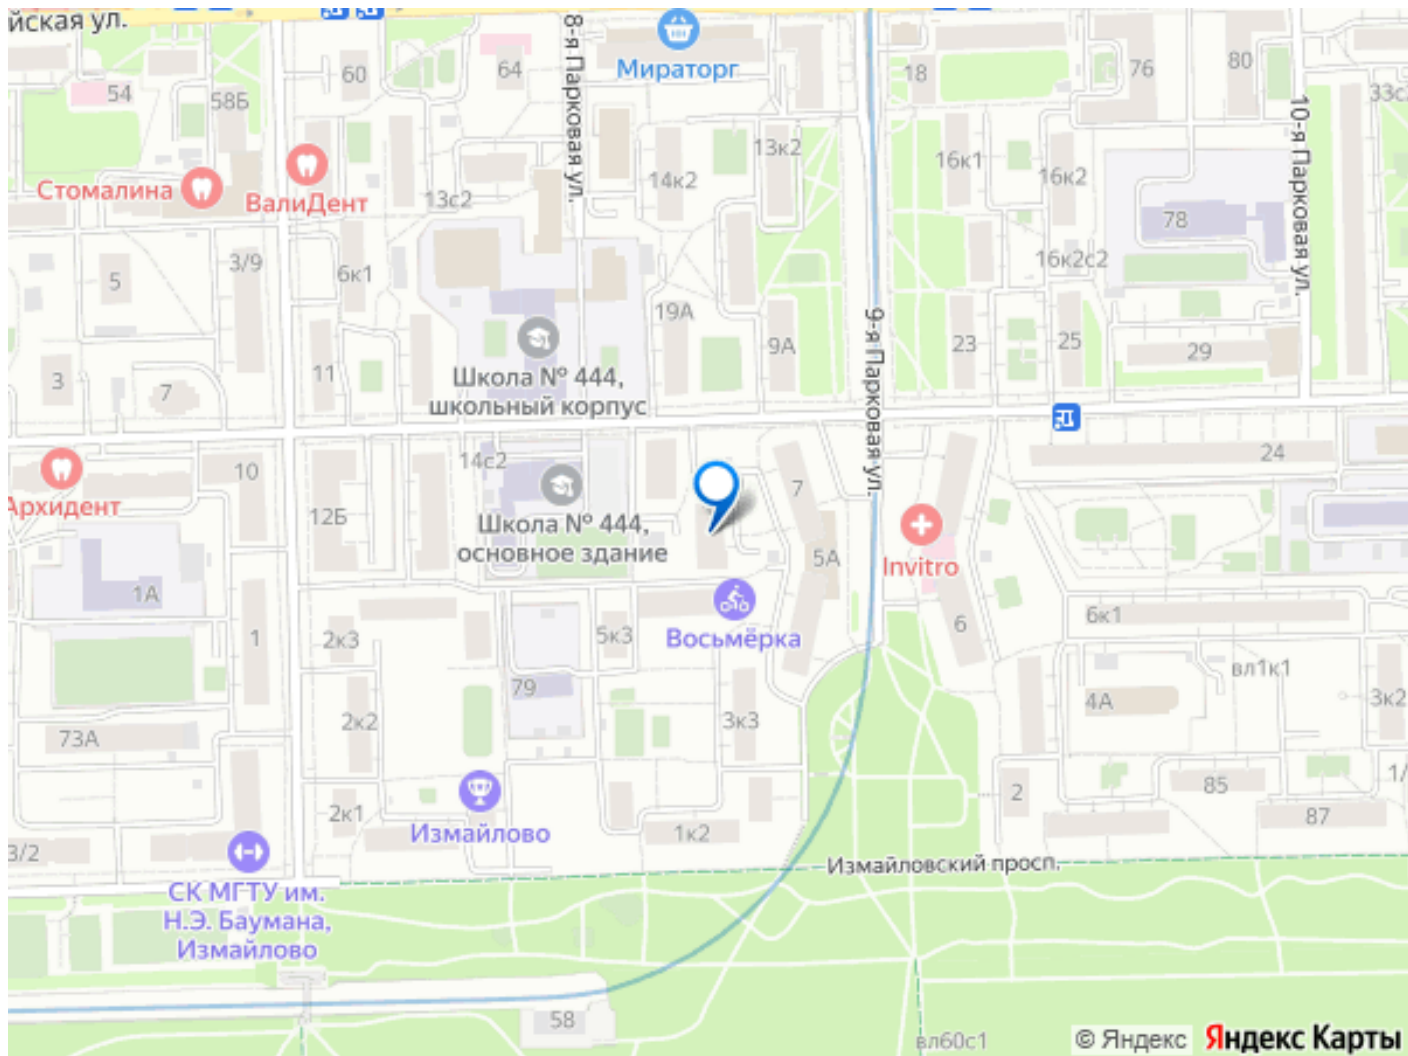 йская ул.
8-я Парковая ул.
Мираторг
60
64
18
76
80
54
58Б
33с
10-я Парковая ул.
13к2
16к1
16к2
14к2
Стомалина
ВалиДент
13с2
78
3/9
6к1
16к2с2
5
19А
9А
23
25
29
9-я Парковая ул.
3
7
11
Школа № 444,
школьный корпус
Архидент
10
14с2
7
24
12Б
Школа № 444,
основное здание
5А
Invitro
1А
1
2к3
5к3
Восьмёрка
6
6к1
вл1к1
79
2к2
3к3
4А
3к2
73А
2
85
1/
87
2к1
Измайлово
1к2
3/2
Измайловский просп.
СК МГТУ им.
Н.Э. Баумана,
Измайлово
58
вл60с1
© Яндекс Яндекс Карты